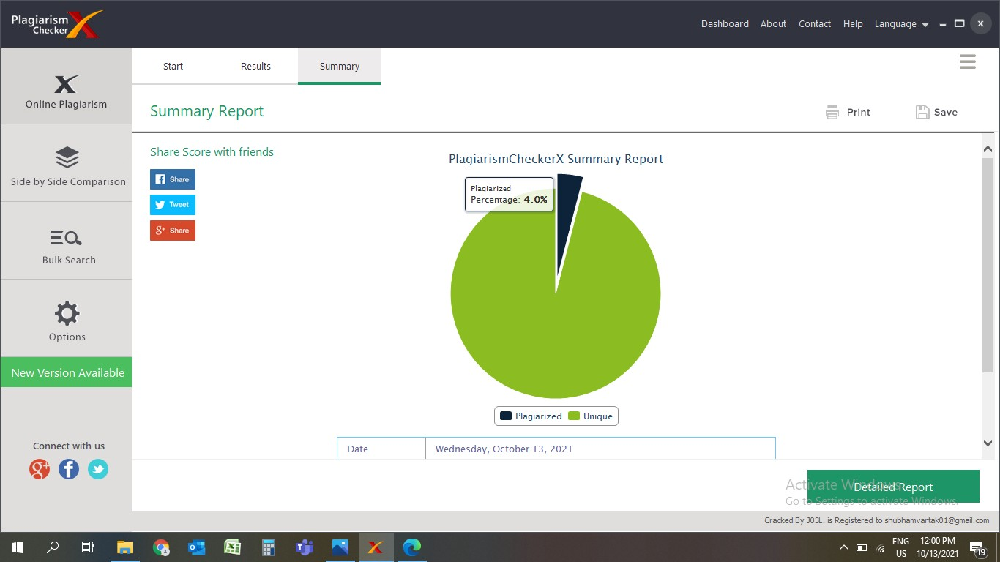 Plagiarism
Checker
Dashboard About Contact Help Language
Start Results Summary
Online Plagiarism
Summary Report
Print Save
Share Score with friends
Share
Tweet
g+ Share
Side by Side Comparison
Bulk Search
Options
New Version Available
Connect with us
PlagiarismCheckerX Summary Report
Plagiarized
Percentage: 4.0%
Plagiarized Unique
Date Wednesday, October 13, 2021
Detailed Report
Activate Windows
Go to Settings to activate Windows.
Cracked By J03L. is Registered to shubhamvartak01@gmail.com
ENG
US
12:00 PM
10/13/2021
19